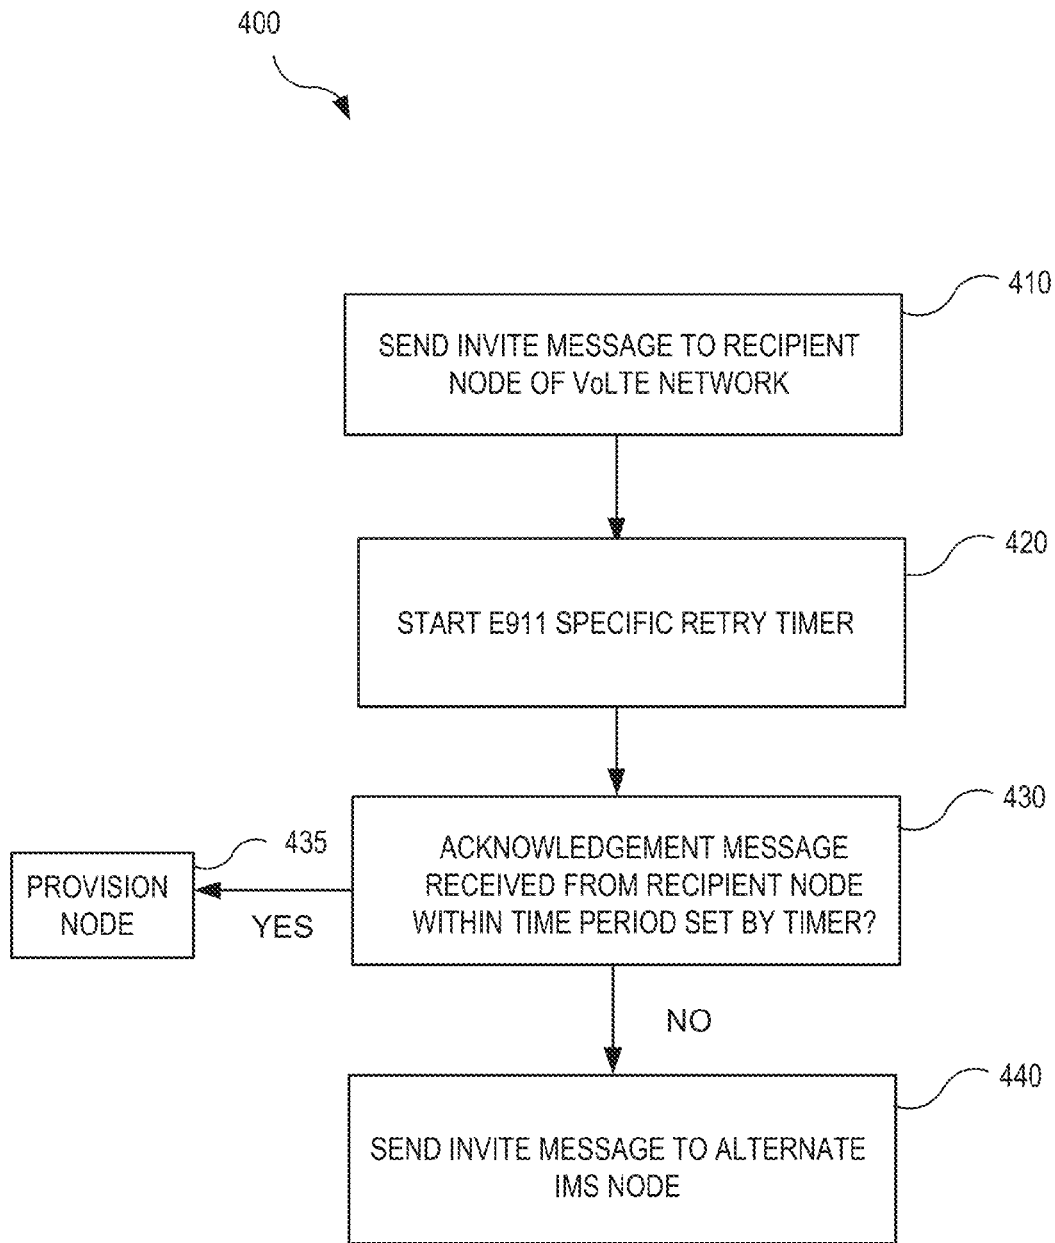 400
410
SEND INVITE MESSAGE TO RECIPIENT
NODE OF VoLTE NETWORK
420
START E911 SPECIFIC RETRY TIMER
430
ACKNOWLEDGEMENT MESSAGE
RECEIVED FROM RECIPIENT NODE
WITHIN TIME PERIOD SET BY TIMER?
435
PROVISION
NODE
YES
NO
440
SEND INVITE MESSAGE TO ALTERNATE
IMS NODE